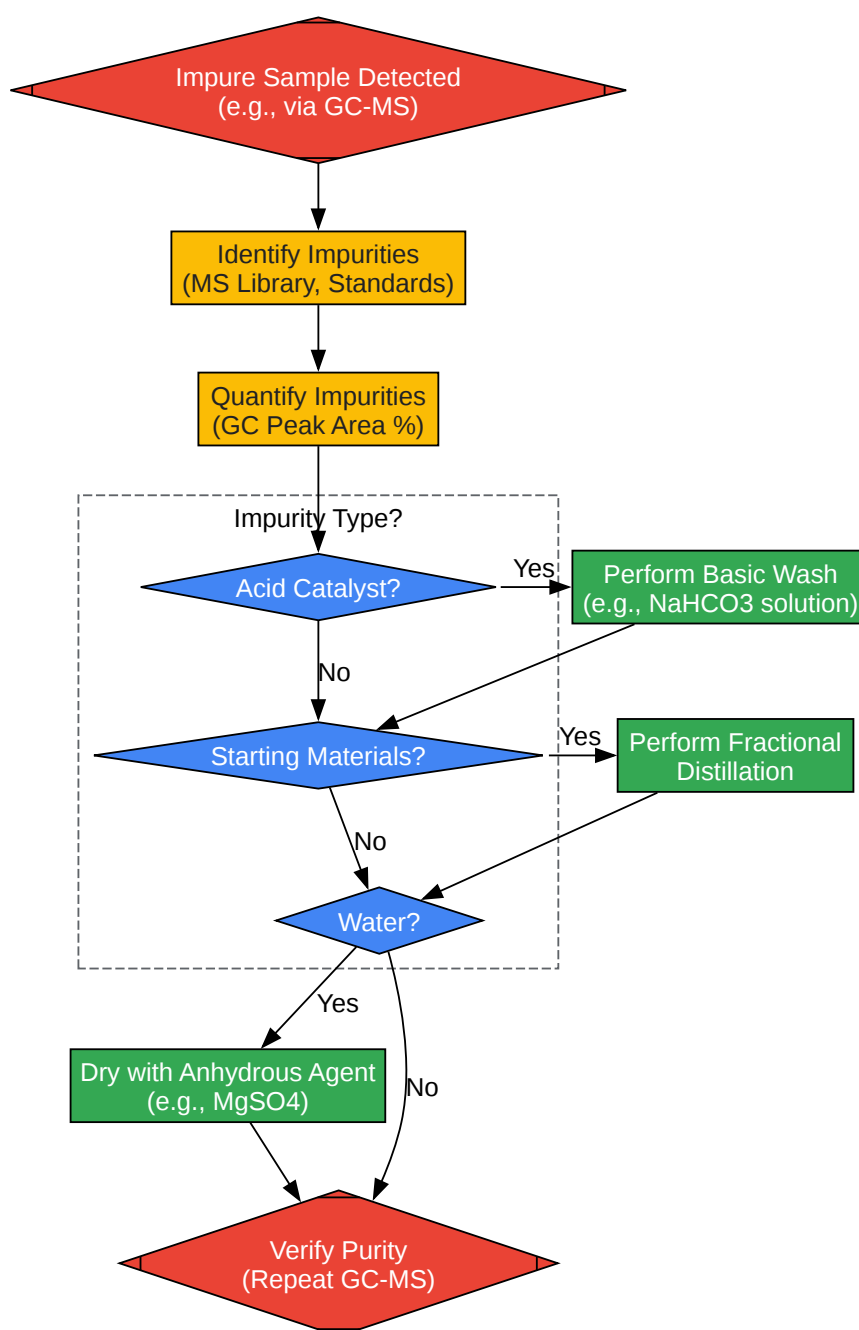 Impure Sample Detected
(e.g., via GC-MS)
Identify Impurities
(MS Library, Standards)
Quantify Impurities
(GC Peak Area %)
Impurity Type?
Acid Catalyst?
Yes
Perform Basic Wash
(e.g., NaHCO3 solution)
No
Starting Materials?
Yes
Perform Fractional
Distillation
No
Water?
Yes
Dry with Anhydrous Agent
(e.g., MgSO4)
No
Verify Purity
(Repeat GC-MS)